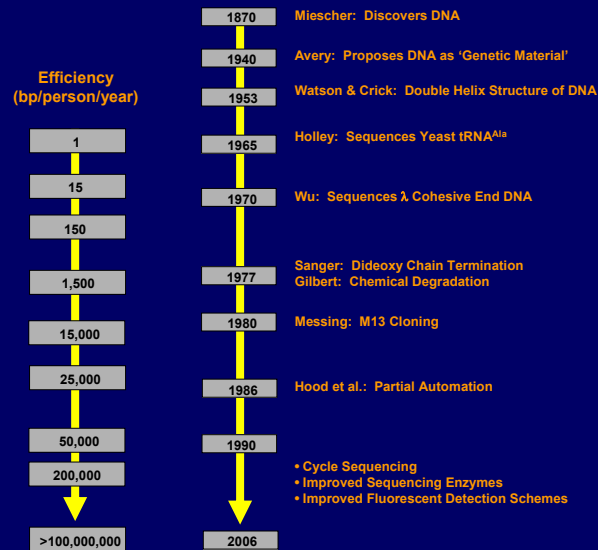 Efficiency
(bp/person/year)
1
15
150
1,500
15,000
25,000
50,000
200,000
>100,000,000
1870
Miescher: Discovers DNA
1940
Avery: Proposes DNA as ‘Genetic Material’
1953
Watson & Crick: Double Helix Structure of DNA
1965
Holley: Sequences Yeast tRNAAla
1970
Wu: Sequences λ Cohesive End DNA
1977
Sanger: Dideoxy Chain Termination
Gilbert: Chemical Degradation
1980
Messing: M13 Cloning
1986
Hood et al.: Partial Automation
1990
• Cycle Sequencing
• Improved Sequencing Enzymes
• Improved Fluorescent Detection Schemes
2006